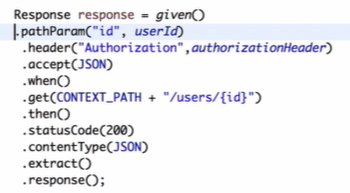 Response response = given()
.pathParam("id", userId)
.header("Authorization",authorizationHeader)
.accept(JSON)
.when()
.get(CONTEXT_PATH + "/users/{id}")
.then()
.statusCode(200)
.contentType(JSON)
.extract()
.response();